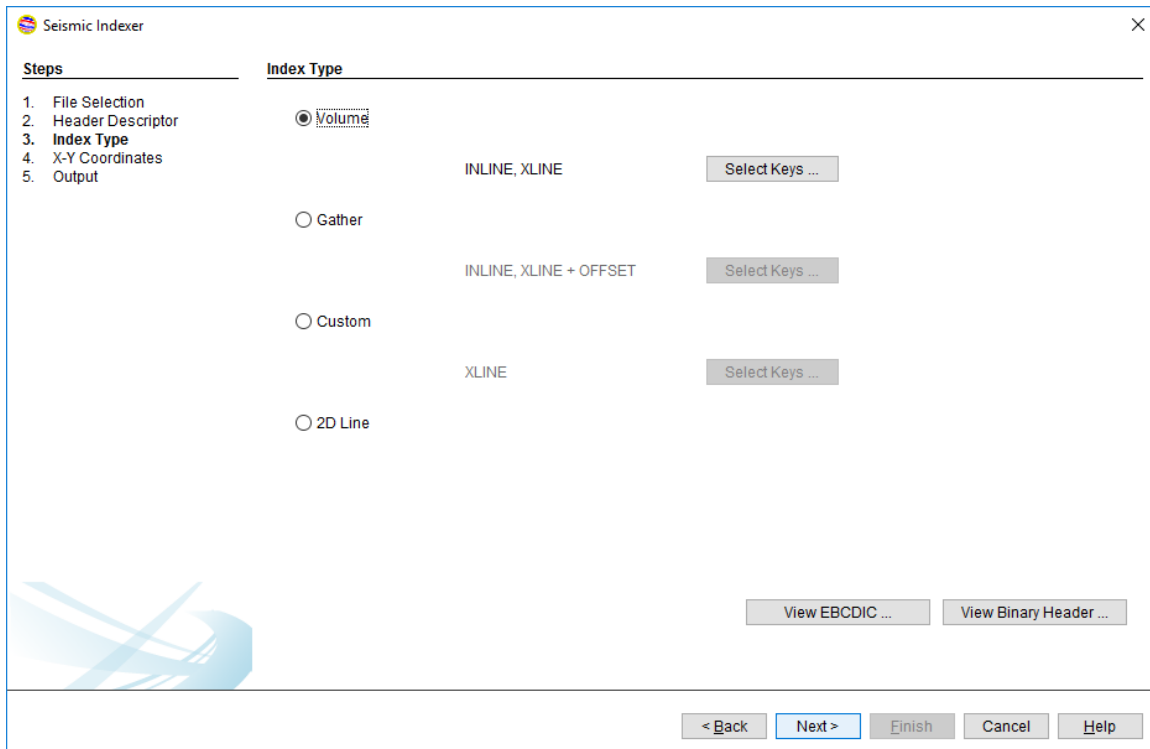 Seismic Indexer
Steps
1. File Selection
2. Header Descriptor
3. Index Type
4. X-Y Coordinates
5. Output
Index Type
Volume
INLINE, XLINE
Select Keys ...
Gather
INLINE, XLINE + OFFSET
Select Keys ...
Custom
XLINE
Select Keys ...
2D Line
View EBCDIC ...
View Binary Header ...
< Back
Next >
Finish
Cancel
Help